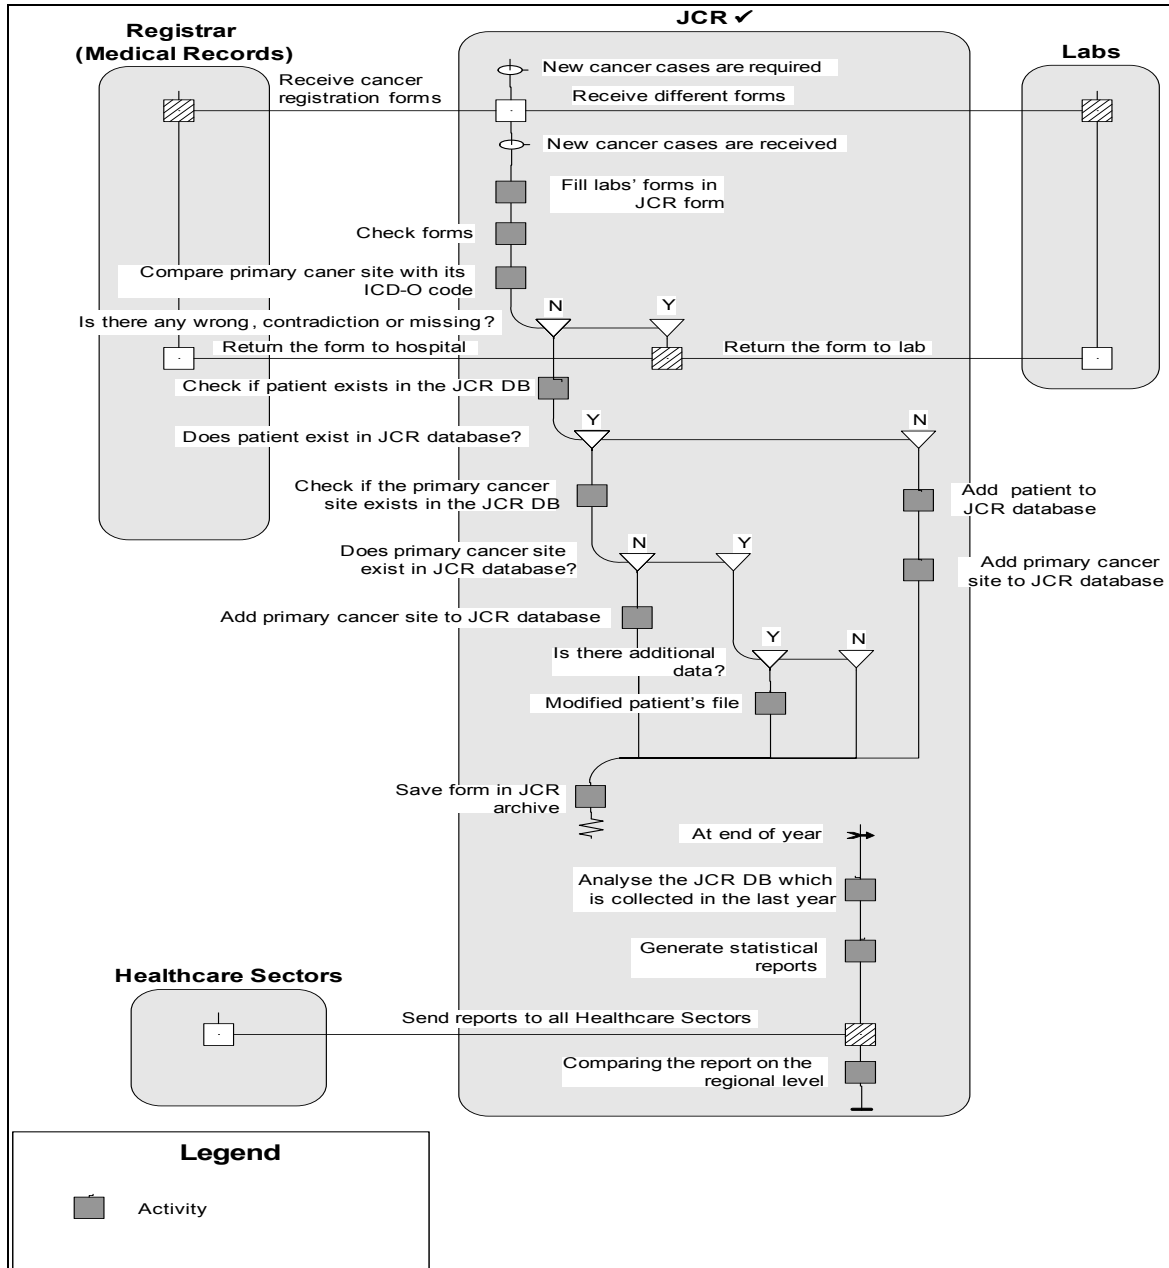 JCR ✓
Registrar
(Medical Records)
Labs
New cancer cases are required
Receive cancer
registration forms
Receive different forms
New cancer cases are received
Fill labs' forms in
JCR form
Check forms
Compare primary caner site with its
ICD-O code
N
Y
Is there any wrong, contradiction or missing?
Return the form to hospital
Return the form to lab
Check if patient exists in the JCR DB
Y
N
Does patient exist in JCR database?
Check if the primary cancer
site exists in the JCR DB
Add patient to
JCR database
N
Y
Does primary cancer site
exist in JCR database?
Add primary cancer
site to JCR database
Add primary cancer site to JCR database
Y
N
Is there additional
data?
Modified patient's file
Save form in JCR
archive
At end of year
Analyse the JCR DB which
is collected in the last year
Generate statistical
reports
Healthcare Sectors
Send reports to all Healthcare Sectors
Comparing the report on the
regional level
Legend
Activity